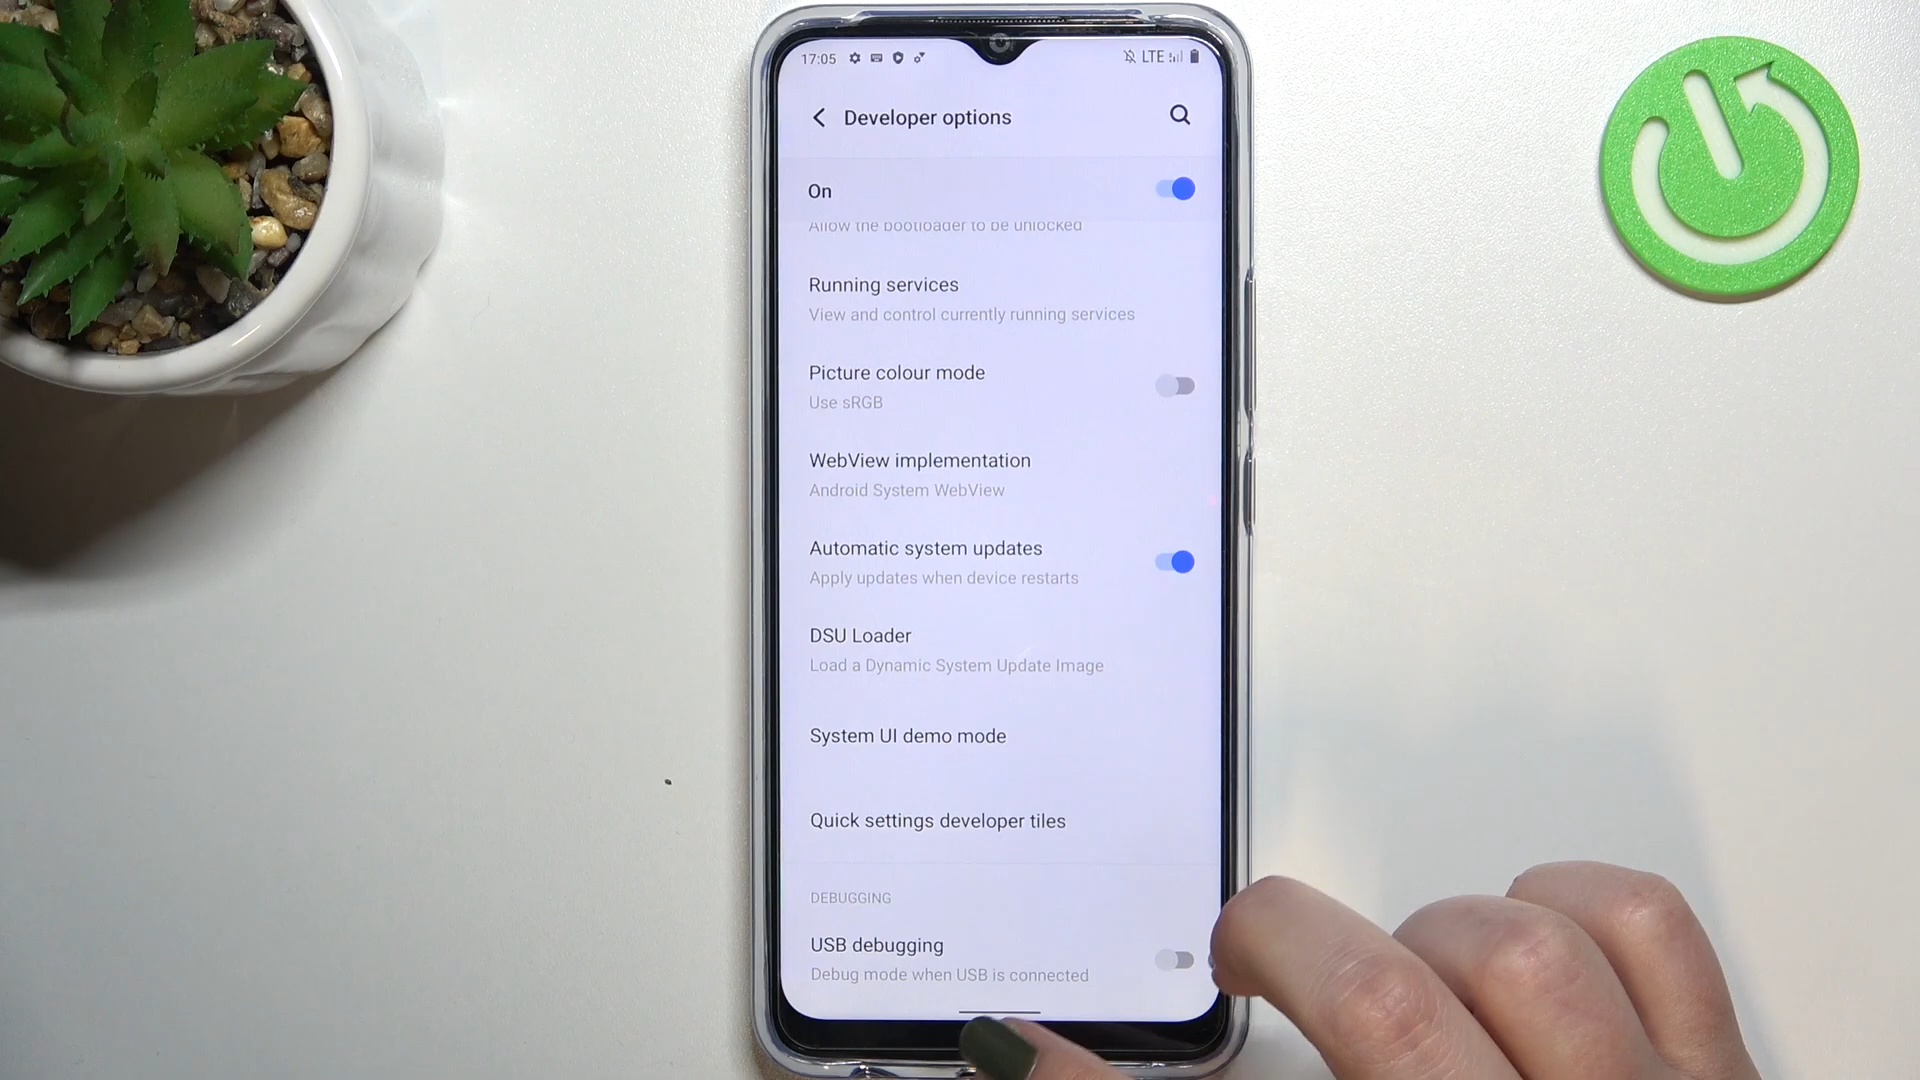 17:05 LTE
Developer options
On
Allow the bootloader to be unlocked
Running services
View and control currently running services
Picture colour mode
Use sRGB
WebView implementation
Android System WebView
Automatic system updates
Apply updates when device restarts
DSU Loader
Load a Dynamic System Update Image
System UI demo mode
Quick settings developer tiles
DEBUGGING
USB debugging
Debug mode when USB is connected